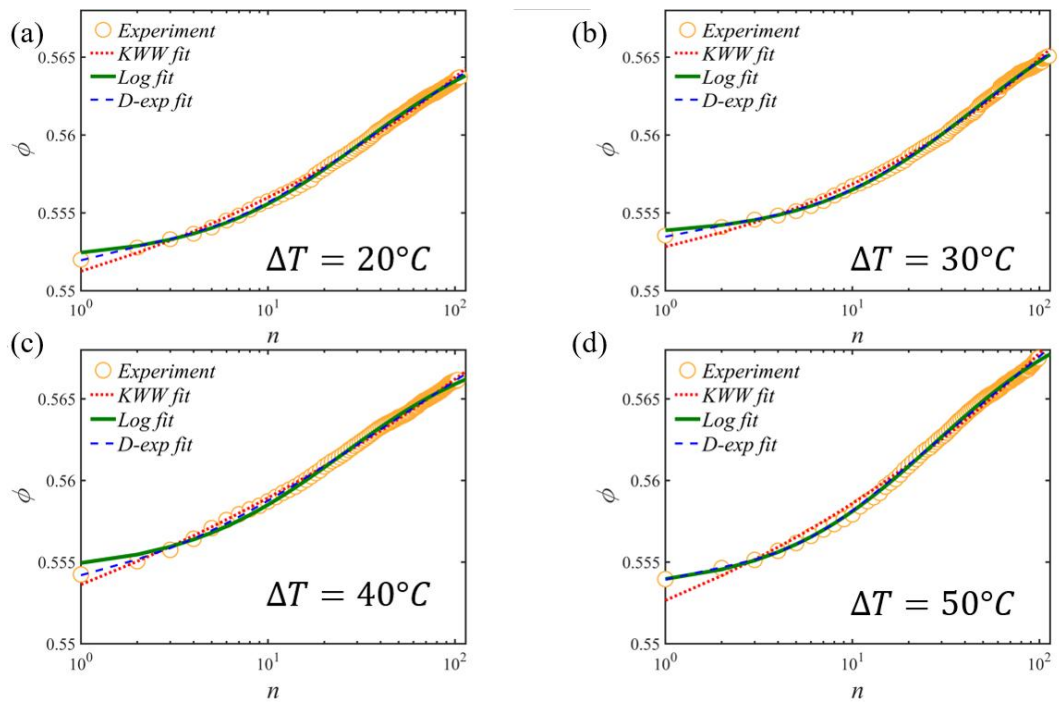 (a)
Experiment
KWW fit
Log fit
D-exp fit
0.565
0.56
0.555
0.55
ϕ
ΔT = 20°C
10^0
10^1
10^2
n
(b)
Experiment
KWW fit
Log fit
D-exp fit
0.565
0.56
0.555
0.55
ϕ
ΔT = 30°C
10^0
10^1
10^2
n
(c)
Experiment
KWW fit
Log fit
D-exp fit
0.565
0.56
0.555
0.55
ϕ
ΔT = 40°C
10^0
10^1
10^2
n
(d)
Experiment
KWW fit
Log fit
D-exp fit
0.565
0.56
0.555
0.55
ϕ
ΔT = 50°C
10^0
10^1
10^2
n